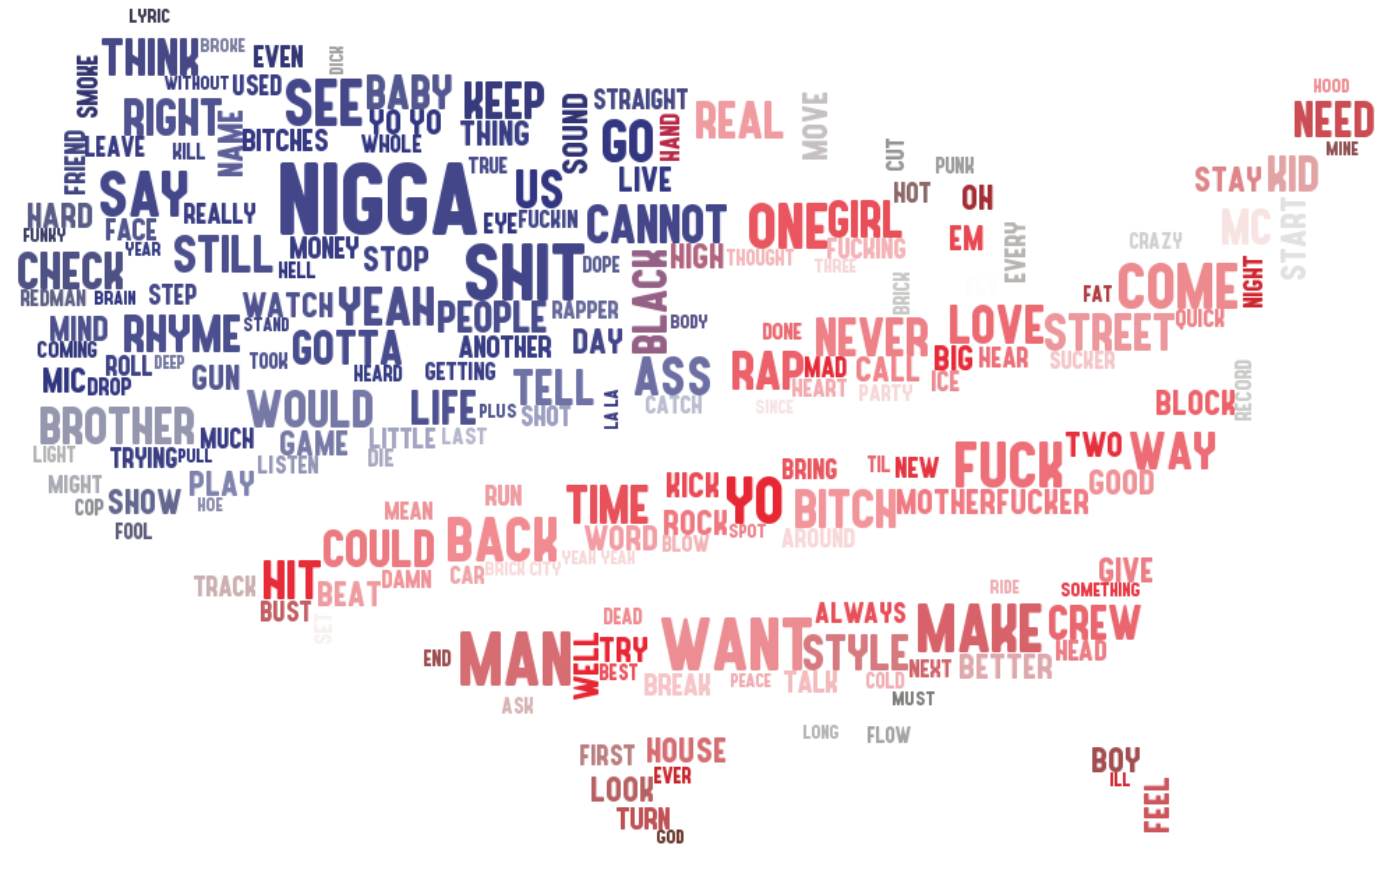 LYRIC
THINK
BROKE
EVEN
DICK
SMOKE
WITHOUT
USED
SEE
BABY
KEEP
STRAIGHT
HOOD
NEED
MINE
RIGHT
NAME
YO YO
THING
SOUND
GO
HAND
REAL
MOVE
BITCHES
WHOLE
LEAVE
KILL
FRIEND
TRUE
CUT
PUNK
STAY
KID
SAY
REALLY
NIGGA
US
LIVE
HOT
OH
HARD
FUNKY
FACE
YEAR
EYE
FUCKIN
CANNOT
ONE
GIRL
EM
EVERY
MC
START
CRAZY
STILL
MONEY
HELL
STOP
SHIT
DOPE
BLACK
HIGH
THOUGHT
FUCKING
THREE
CHECK
REDMAN
BRAIN
STEP
BRICK
FAT
COME
NIGHT
WATCH
YEAH
PEOPLE
RAPPER
BODY
MIND
RHYME
STAND
COMING
GOTTA
ANOTHER
DAY
DONE
NEVER
LOVE
STREET
QUICK
ROLL
DEEP
TOOK
HEARD
GETTING
RAP
MAD
CALL
BIG
HEAR
SUCKER
MIC
DROP
GUN
TELL
ASS
HEART
PARTY
ICE
RECORD
WOULD
LIFE
PLUS
SHOT
LA LA
CATCH
SINCE
BLOCK
BROTHER
MUCH
GAME
LITTLE
LAST
TWO
WAY
LIGHT
TRYING
PULL
LISTEN
DIE
BRING
TIL
NEW
FUCK
GOOD
MIGHT
PLAY
COP
SHOW
HOE
FOOL
RUN
MEAN
TIME
KICK
YO
BITCH
MOTHERFUCKER
COULD
BACK
WORD
ROCK
SPOT
BLOW
AROUND
YEAH YEAH
TRACK
HIT
BEAT
DAMN
CAR
BRICK CITY
GIVE
BUST
SET
RIDE
SOMETHING
DEAD
ALWAYS
MAKE
CREW
END
MAN
WELL
TRY
WANT
STYLE
HEAD
BEST
BREAK
PEACE
TALK
COLD
NEXT
BETTER
ASK
MUST
LONG
FLOW
FIRST
HOUSE
BOY
LOOK
EVER
ILL
TURN
GOD
FEEL